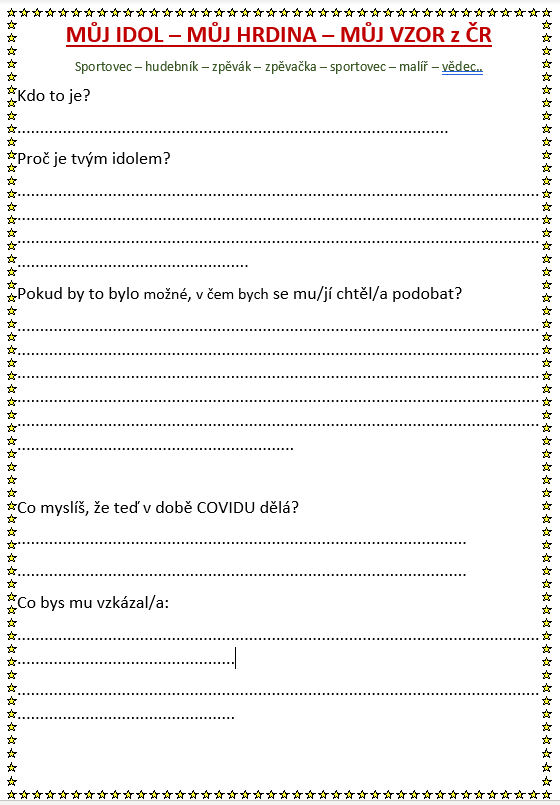 MŮJ IDOL – MŮJ HRDINA – MŮJ VZOR z ČR
Sportovec – hudebník – zpěvák – zpěvačka – sportovec – malíř – vědec..
Kdo to je?
........................................................................................
Proč je tvým idolem?
...........................................................................................................
...........................................................................................................
...........................................................................................................
...............................................
Pokud by to bylo možné, v čem bych se mu/jí chtěl/a podobat?
...........................................................................................................
...........................................................................................................
...........................................................................................................
...........................................................................................................
...........................................................................................................
.........................................................
Co myslíš, že teď v době COVIDU dělá?
............................................................................................
............................................................................................
Co bys mu vzkázal/a:
...........................................................................................................
.............................................
...........................................................................................................
.............................................